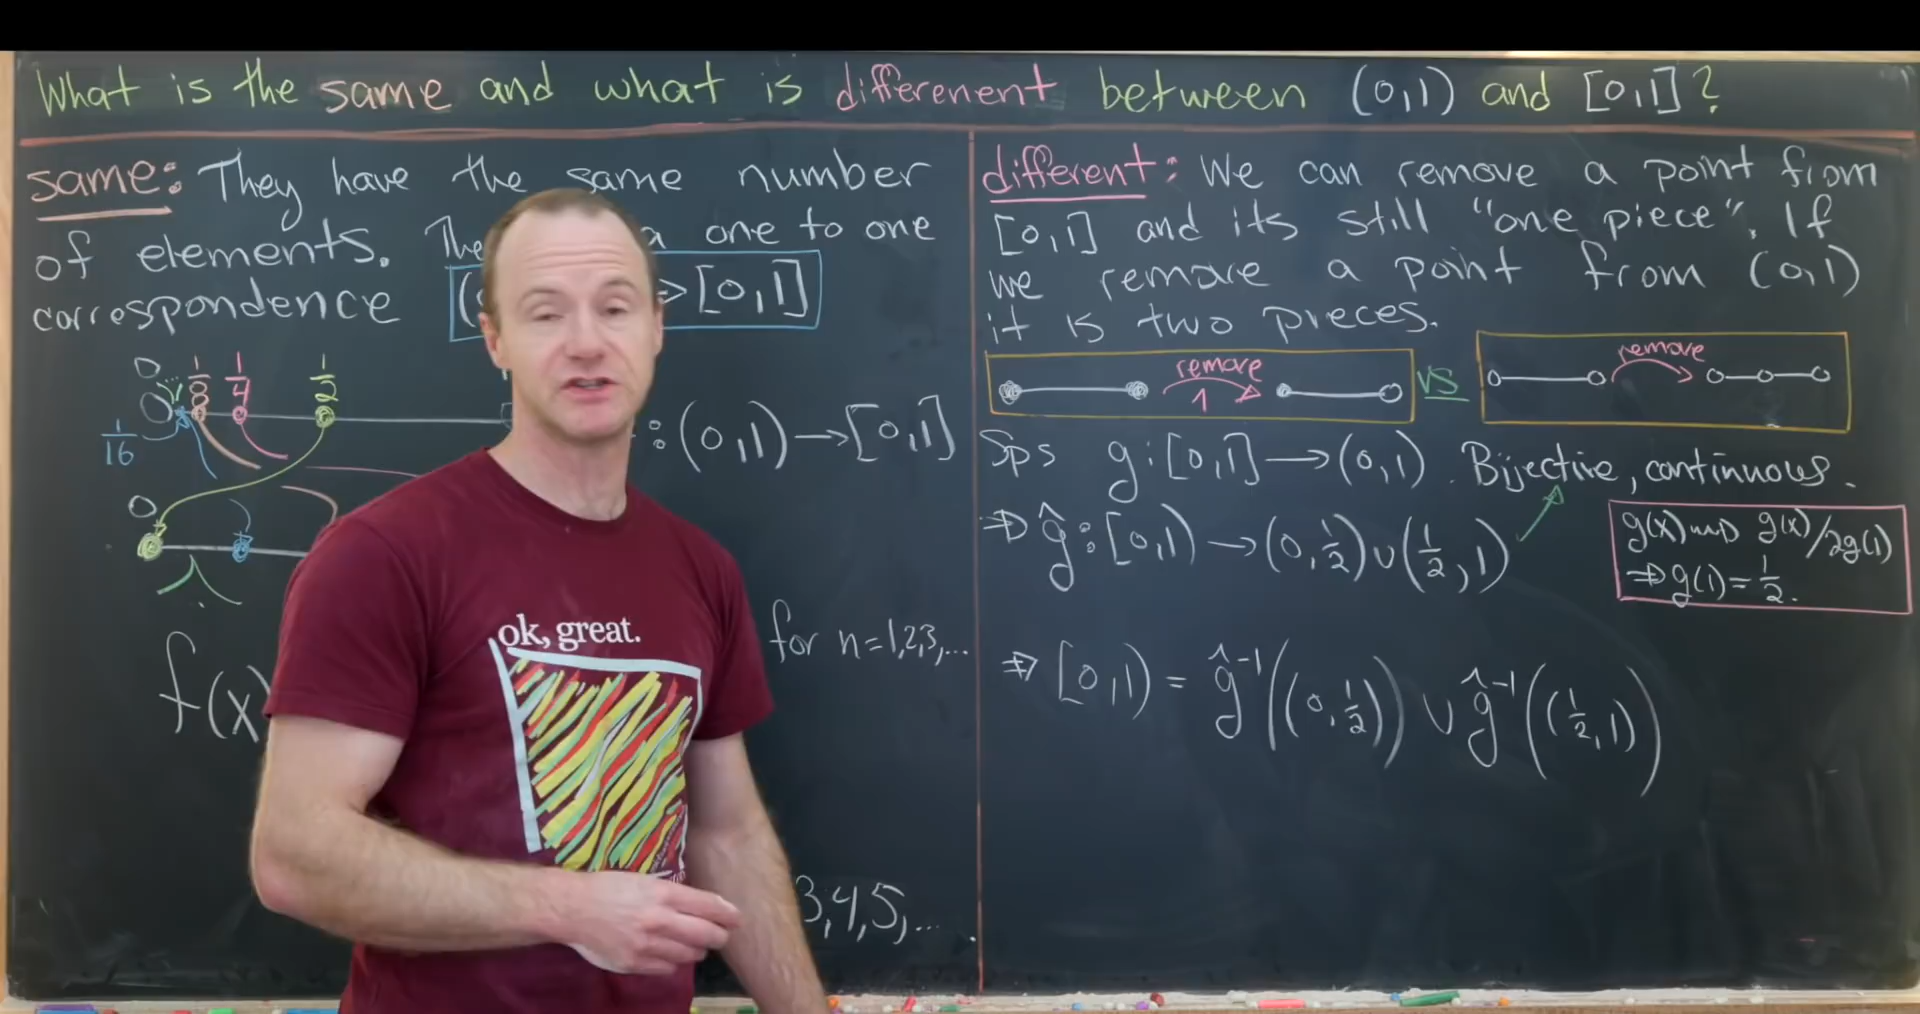 What is the same and what is differenent between (0,1) and [0,1]?
same: They have the same number
of elements. The a one to one
correspondence ( → [0,1]
0 ... 1/8 1/4 1/2
1/16
: (0,1) → [0,1]
0
f(x)
for n=1,2,3,...
3,4,5,...
different: We can remove a point from
[0,1] and its still "one piece". If
we remove a point from (0,1)
it is two pieces.
remove
1
vs
remove
Sps g:[0,1] → (0,1). Bijective, continuous.
⇒ ĝ:[0,1) → (0,1/2)∪(1/2,1)
g(x) ⇝ g(x)/2g(1)
⇒ g(1)=1/2.
⇒ [0,1) = ĝ⁻¹((0,1/2)) ∪ ĝ⁻¹((1/2,1))
ok, great.